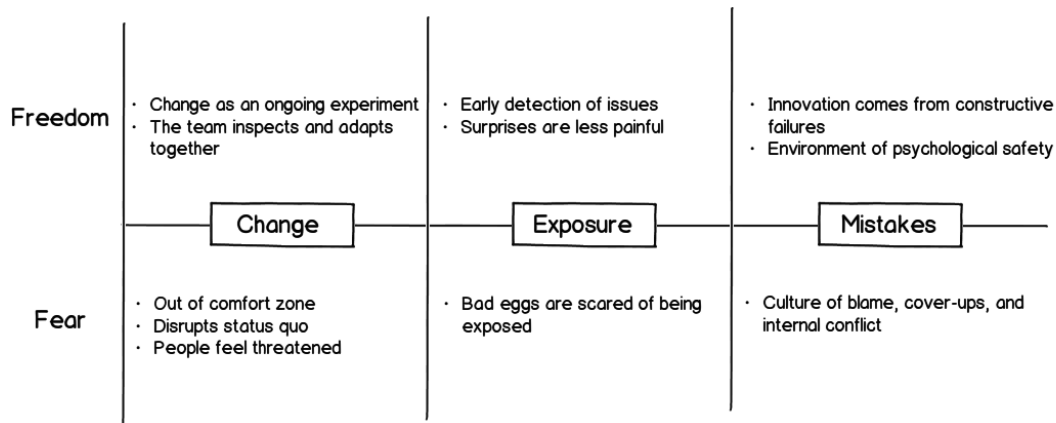 Freedom
· Change as an ongoing experiment
· The team inspects and adapts
together
· Early detection of issues
· Surprises are less painful
· Innovation comes from constructive
failures
· Environment of psychological safety
Change
Exposure
Mistakes
Fear
· Out of comfort zone
· Disrupts status quo
· People feel threatened
· Bad eggs are scared of being
exposed
· Culture of blame, cover-ups, and
internal conflict